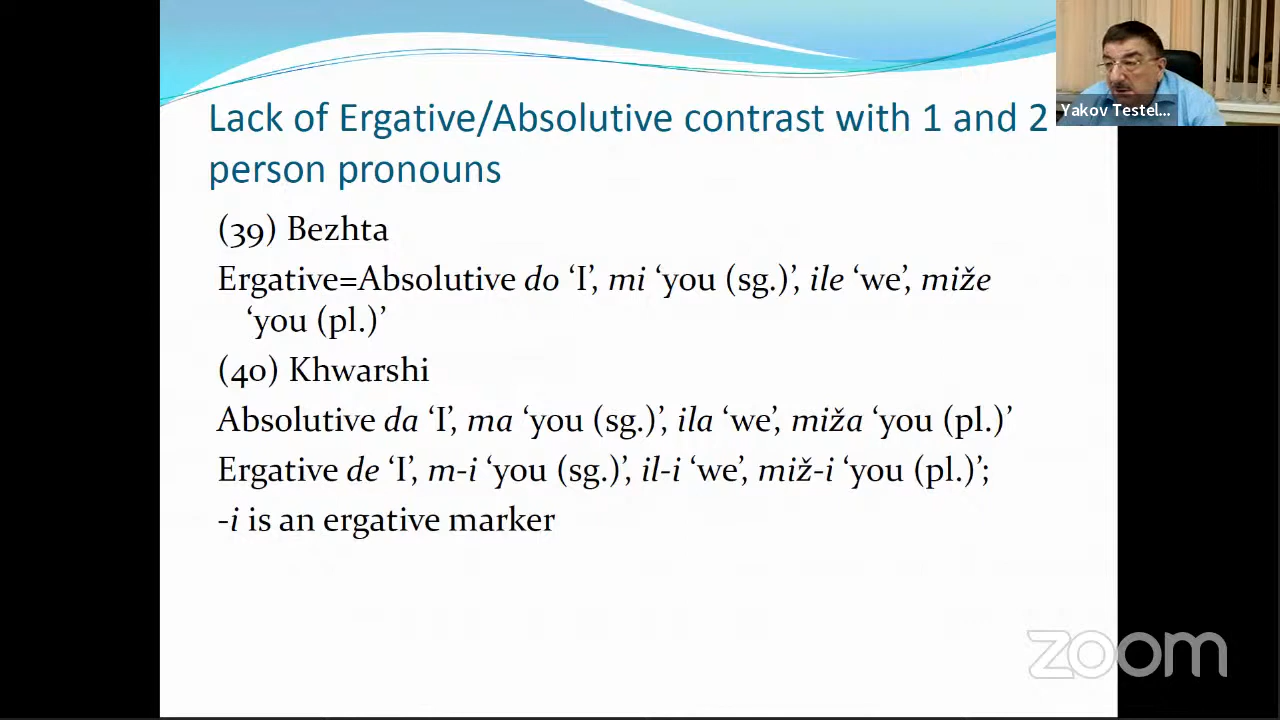 Lack of Ergative/Absolutive contrast with 1 and 2
person pronouns
Yakov Testel...
(39) Bezhta
Ergative=Absolutive do ‘I’, mi ‘you (sg.)’, ile ‘we’, miže
‘you (pl.)’
(40) Khwarshi
Absolutive da ‘I’, ma ‘you (sg.)’, ila ‘we’, miža ‘you (pl.)’
Ergative de ‘I’, m-i ‘you (sg.)’, il-i ‘we’, miž-i ‘you (pl.)’;
-i is an ergative marker
zoom